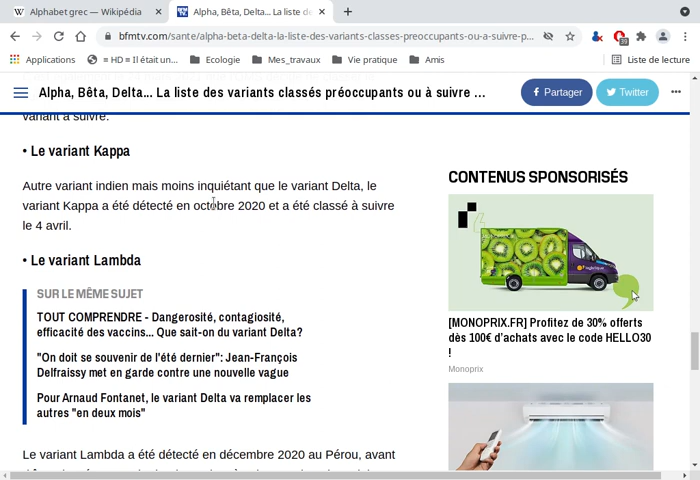 Alphabet grec — Wikipédia
Alpha, Bêta, Delta... La liste de
bfmtv.com/sante/alpha-beta-delta-la-liste-des-variants-classes-preoccupants-ou-a-suivre-p...
Applications
= HD = Il était un...
Ecologie
Mes_travaux
Vie pratique
Amis
Liste de lecture
Alpha, Bêta, Delta... La liste des variants classés préoccupants ou à suivre ...
Partager
Twitter
variant à suivre.
• Le variant Kappa
Autre variant indien mais moins inquiétant que le variant Delta, le
variant Kappa a été détecté en octobre 2020 et a été classé à suivre
le 4 avril.
• Le variant Lambda
SUR LE MÊME SUJET
TOUT COMPRENDRE - Dangerosité, contagiosité,
efficacité des vaccins... Que sait-on du variant Delta?
"On doit se souvenir de l'été dernier": Jean-François
Delfraissy met en garde contre une nouvelle vague
Pour Arnaud Fontanet, le variant Delta va remplacer les
autres "en deux mois"
Le variant Lambda a été détecté en décembre 2020 au Pérou, avant
CONTENUS SPONSORISÉS
[MONOPRIX.FR] Profitez de 30% offerts
dès 100€ d'achats avec le code HELLO30
!
Monoprix